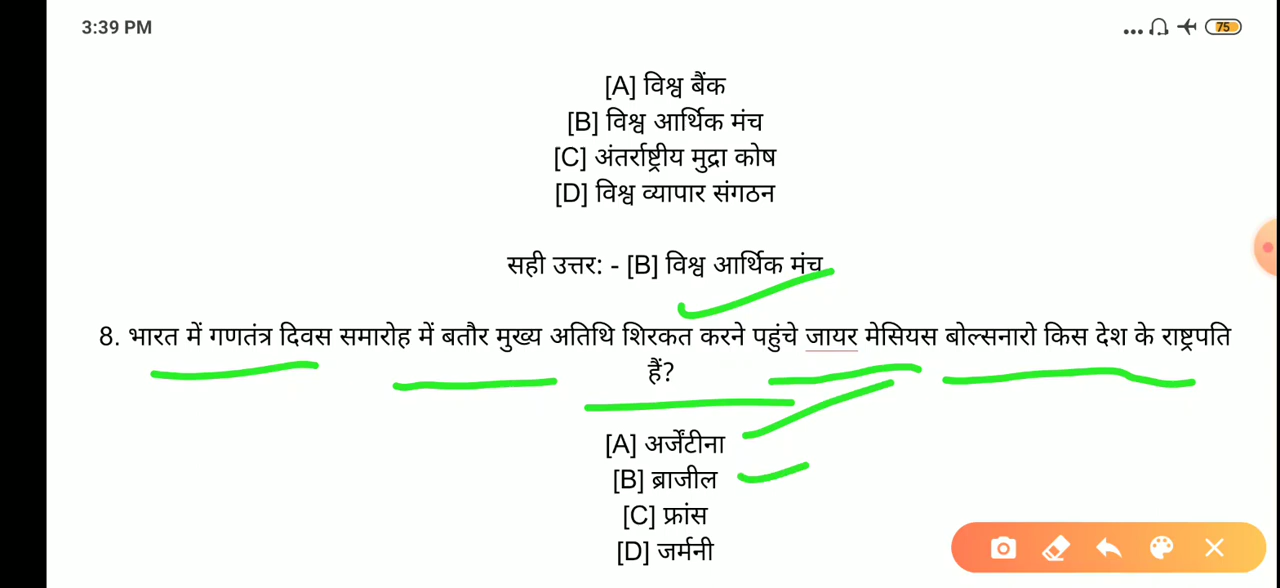 3:39 PM
75
[A] विश्व बैंक
[B] विश्व आर्थिक मंच
[C] अंतर्राष्ट्रीय मुद्रा कोष
[D] विश्व व्यापार संगठन
सही उत्तर: - [B] विश्व आर्थिक मंच
8. भारत में गणतंत्र दिवस समारोह में बतौर मुख्य अतिथि शिरकत करने पहुंचे जायर मेसियस बोल्सनारो किस देश के राष्ट्रपति
हैं?
[A] अर्जेंटीना
[B] ब्राजील
[C] फ्रांस
[D] जर्मनी